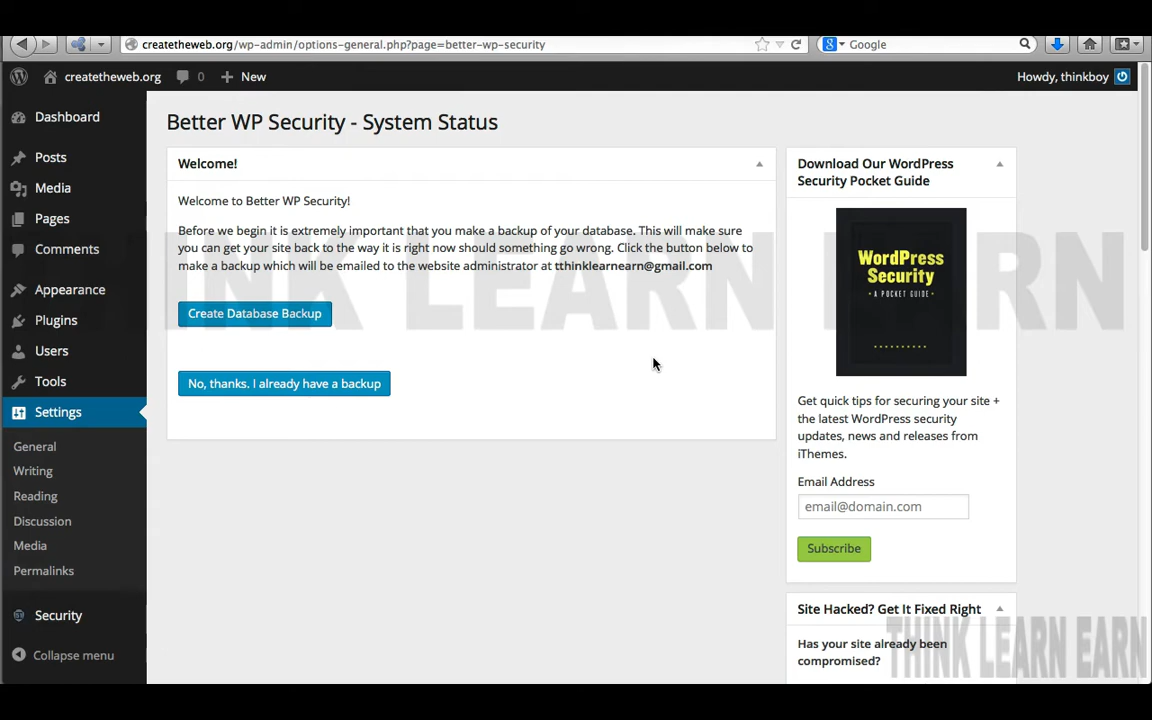 createtheweb.org/wp-admin/options-general.php?page=better-wp-security
Google
createtheweb.org
0
New
Howdy, thinkboy
Dashboard
Posts
Media
Pages
Comments
Appearance
Plugins
Users
Tools
Settings
General
Writing
Reading
Discussion
Media
Permalinks
Security
Collapse menu
Better WP Security - System Status
Welcome!
Welcome to Better WP Security!
Before we begin it is extremely important that you make a backup of your database. This will make sure
you can get your site back to the way it is right now should something go wrong. Click the button below to
make a backup which will be emailed to the website administrator at tthinklearnearn@gmail.com
Create Database Backup
No, thanks. I already have a backup
Download Our WordPress
Security Pocket Guide
WordPress
Security
• A POCKET GUIDE •
Get quick tips for securing your site +
the latest WordPress security
updates, news and releases from
iThemes.
Email Address
email@domain.com
Subscribe
Site Hacked? Get It Fixed Right
Has your site already been
compromised?
THINK LEARN EARN
THINK LEARN EARN